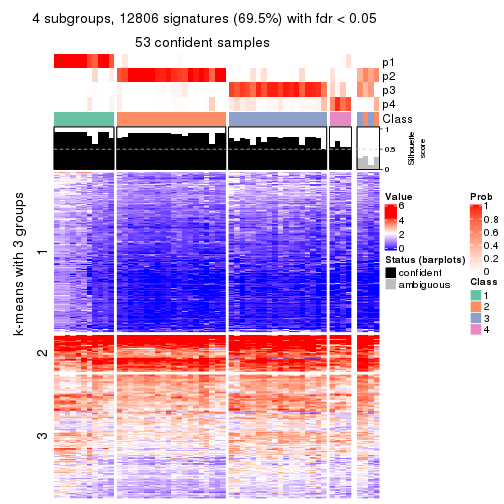 4 subgroups, 12806 signatures (69.5%) with fdr < 0.05
53 confident samples
p1
p2
p3
p4
Class
1
0.5
0
Silhouette
score
k-means with 3 groups
1
2
3
Value
6
4
2
0
Status (barplots)
confident
ambiguous
Prob
1
0.8
0.6
0.4
0.2
0
Class
1
2
3
4